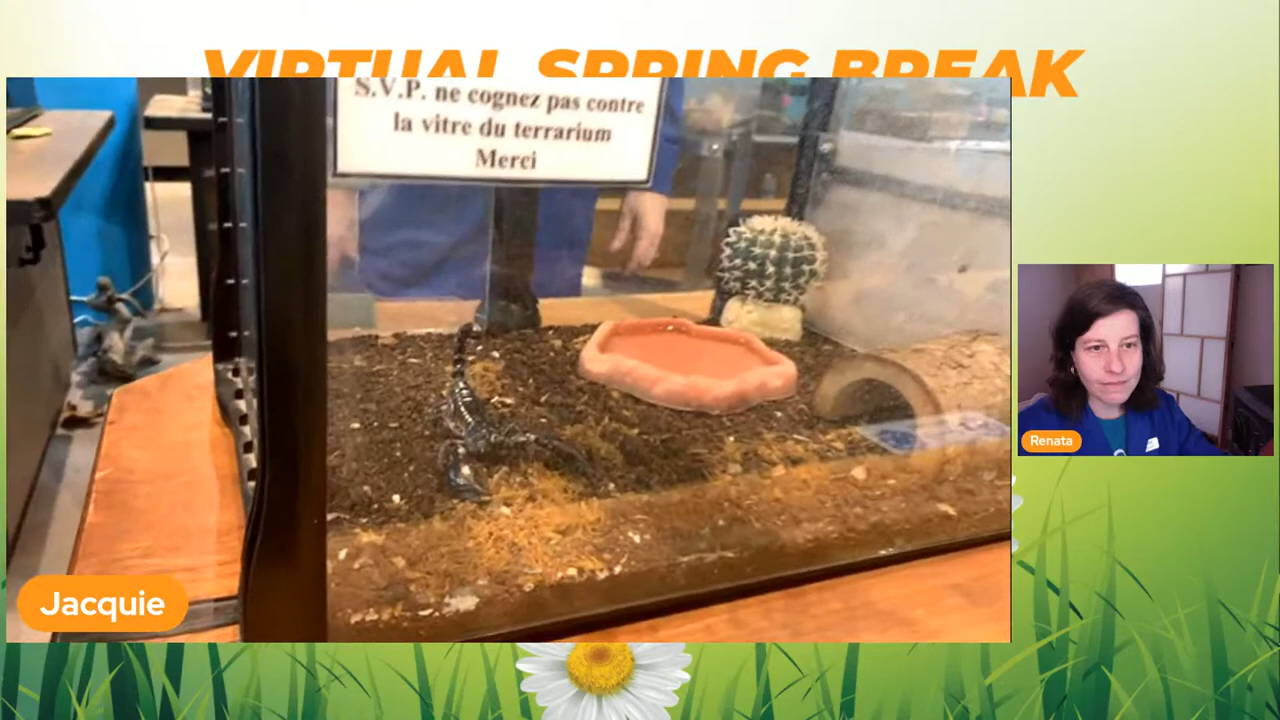 VIRTUAL SPRING BREAK
S.V.P. ne cognez pas contre
la vitre du terrarium
Merci
Renata
Jacquie